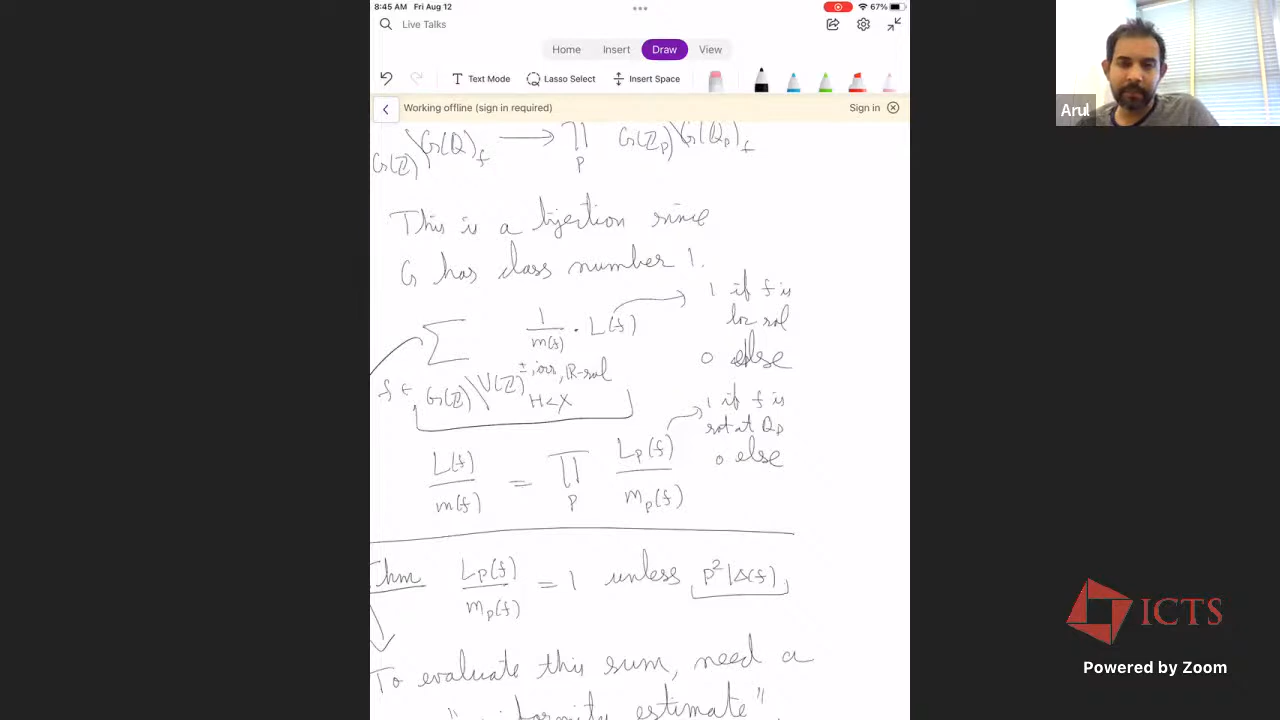 8:45 AM Fri Aug 12
67%
Live Talks
Home Insert Draw View
Text Mode Lasso Select Insert Space
Working offline (sign in required) Sign in
G(ℤ)\G(ℚ)_f ⟶ ∏_p G(ℤ_p)\G(ℚ_p)_f
This is a bijection since
G has class number 1.
∑_{f ∈ G(ℤ)\V(ℤ)^{± irr, ℝ-sol}_{H<X}} 1/m(f) · L(f)
1 if f is
loc sol
0 else
L(f)/m(f) = ∏_p L_p(f)/m_p(f)
1 if f is
sol at ℚ_p
0 else
Thm L_p(f)/m_p(f) = 1 unless p²|Δ(f)
To evaluate this sum, need a
estimate"
Arul
ICTS
Powered by Zoom